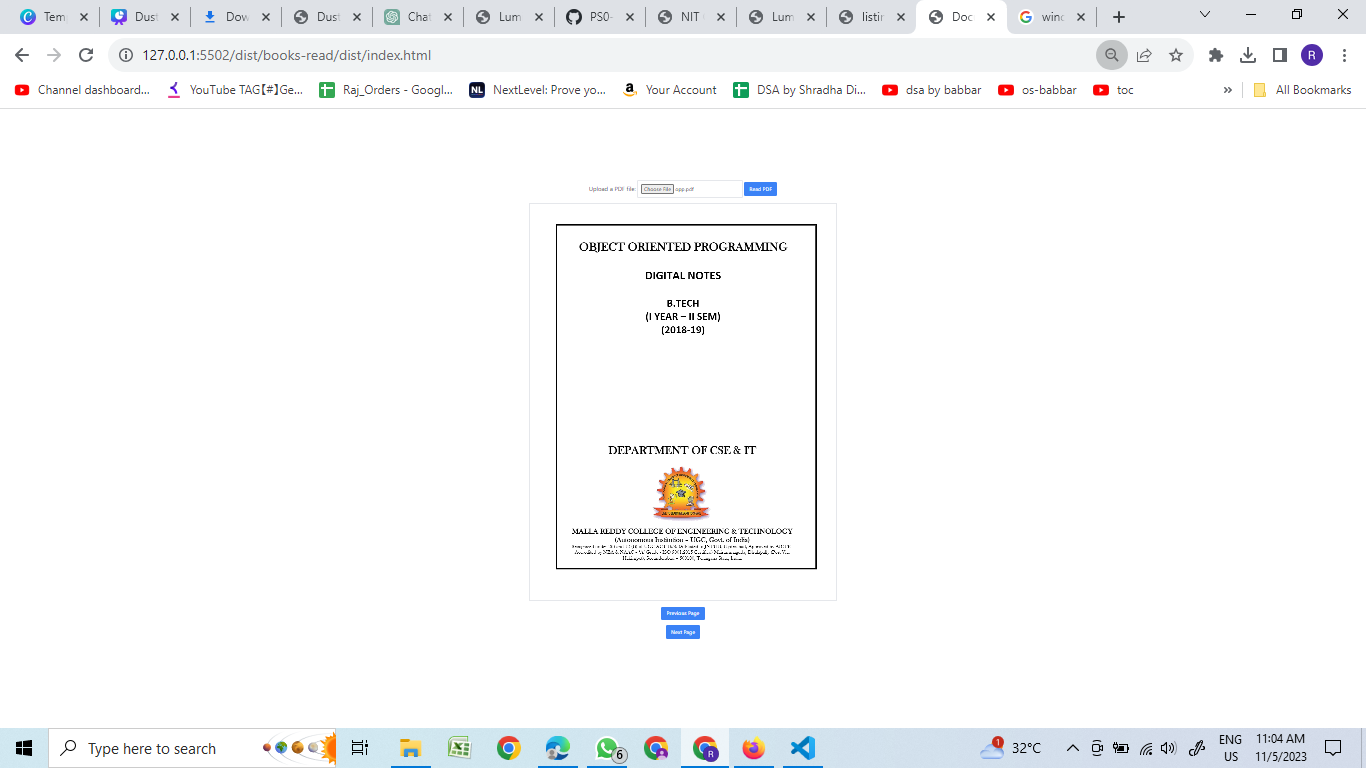 Tem
Dust
Dow
Dust
Chat
Lum
PS0-
NIT
Lum
listin
Doc
winc
127.0.0.1:5502/dist/books-read/dist/index.html
R
Channel dashboard...
YouTube TAG【#】Ge...
Raj_Orders - Googl...
NL NextLevel: Prove yo...
Your Account
DSA by Shradha Di...
dsa by babbar
os-babbar
toc
»
All Bookmarks
Upload a PDF file: Choose File opp.pdf Read PDF
OBJECT ORIENTED PROGRAMMING
DIGITAL NOTES
B.TECH
(I YEAR – II SEM)
(2018-19)
DEPARTMENT OF CSE & IT
MALLA REDDY COLLEGE OF ENGINEERING & TECHNOLOGY
(Autonomous Institution – UGC, Govt. of India)
Previous Page
Next Page
Type here to search
6
R
1
32°C
ENG
US
11:04 AM
11/5/2023